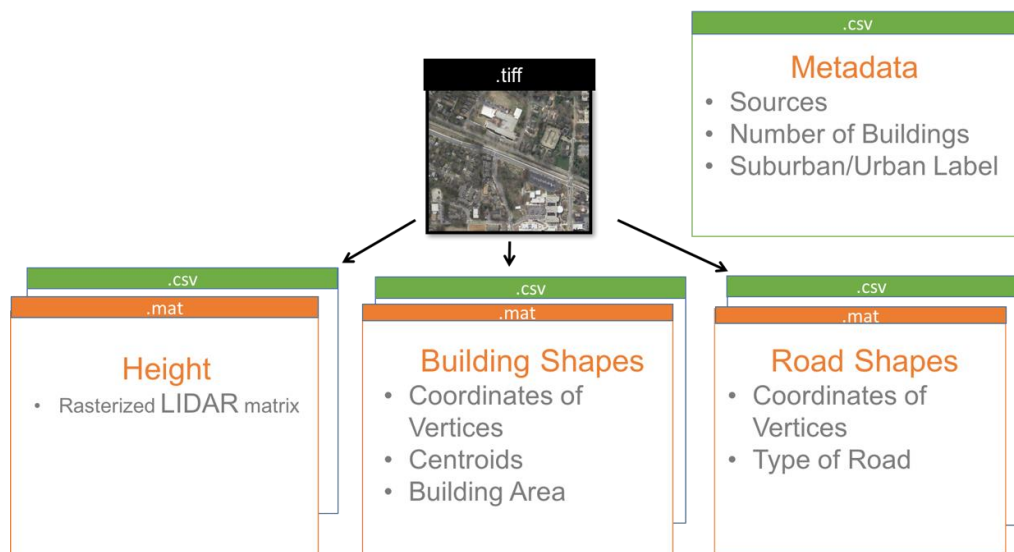 .csv
Metadata
• Sources
• Number of Buildings
• Suburban/Urban Label
.tiff
.csv
.mat
Height
• Rasterized LIDAR matrix
.csv
.mat
Building Shapes
• Coordinates of
Vertices
• Centroids
• Building Area
.csv
.mat
Road Shapes
• Coordinates of
Vertices
• Type of Road